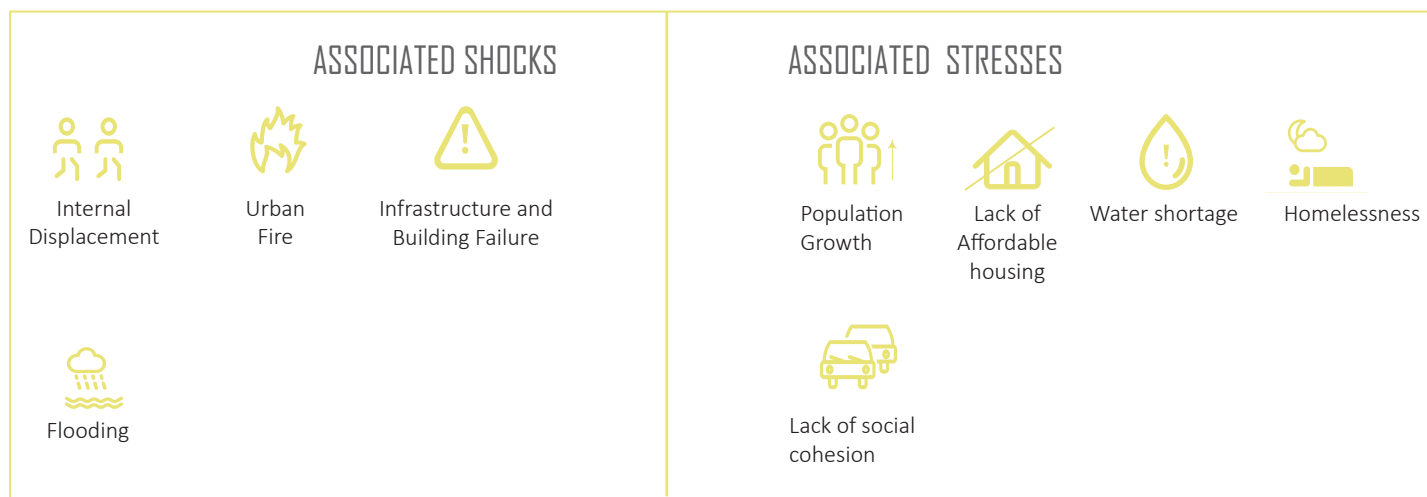 ASSOCIATED SHOCKS
Internal
Displacement
Urban
Fire
!
Infrastructure and
Building Failure
Flooding
ASSOCIATED STRESSES
Population
Growth
Lack of
Affordable
housing
!
Water shortage
Homelessness
Lack of social
cohesion